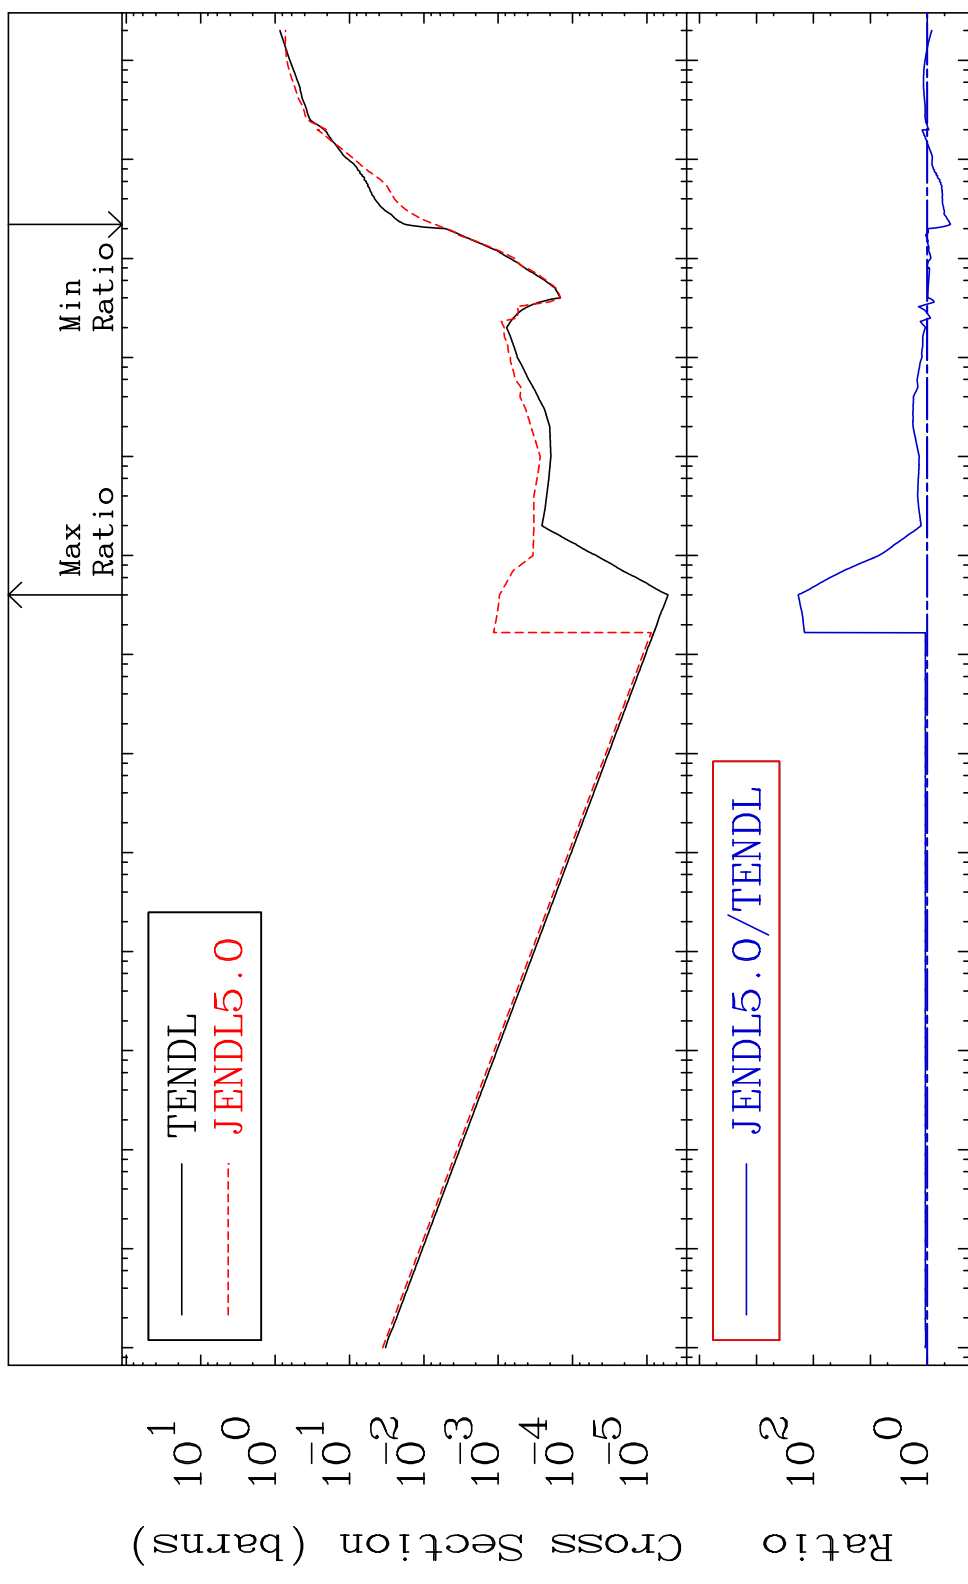 Max
Ratio
Min
Ratio
TENDL
JENDL5.0
JENDL5.0/TENDL
Cross Section (barns)
10^1
10^0
10^-1
10^-2
10^-3
10^-4
10^-5
Ratio
10^2
10^0